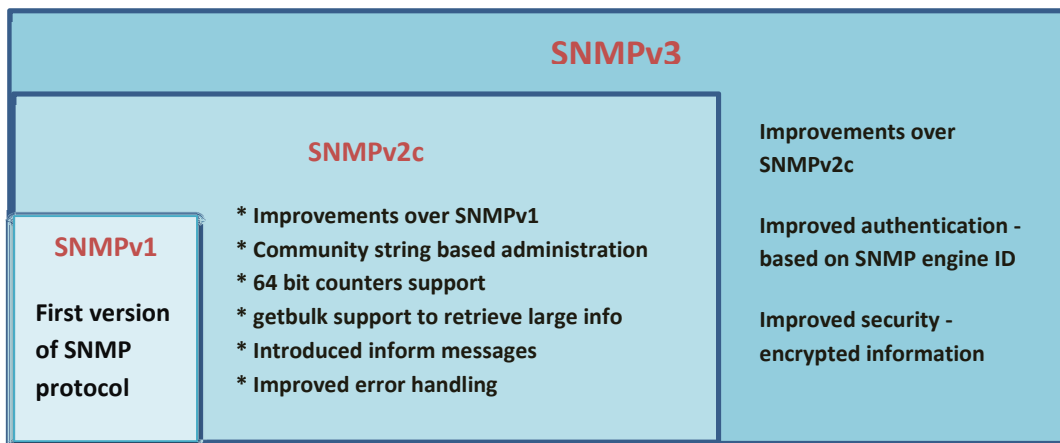 SNMPv3
SNMPv2c
* Improvements over SNMPv1
* Community string based administration
* 64 bit counters support
* getbulk support to retrieve large info
* Introduced inform messages
* Improved error handling
SNMPv1
First version
of SNMP
protocol
Improvements over
SNMPv2c
Improved authentication -
based on SNMP engine ID
Improved security -
encrypted information